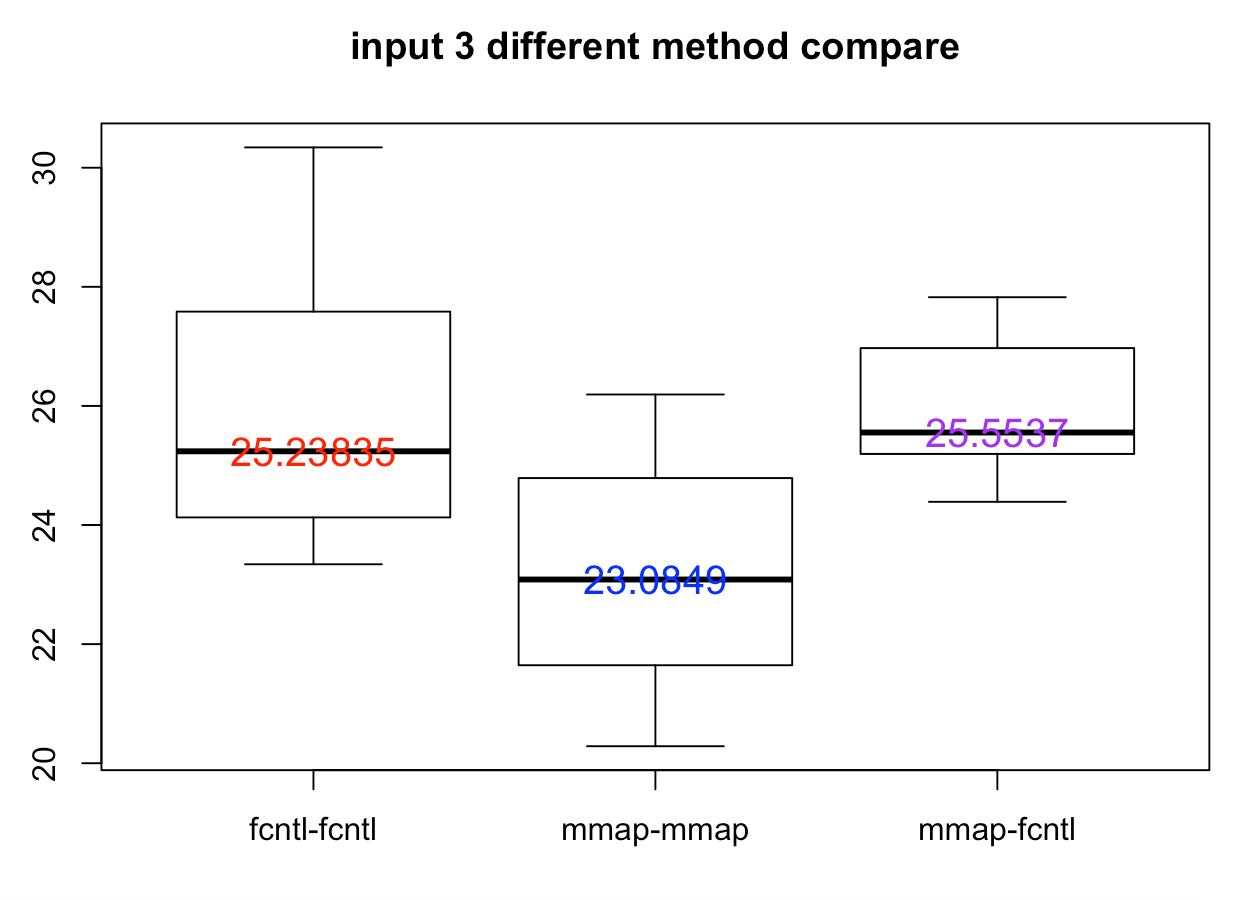 input 3 different method compare
30
28
26
24
22
20
25.23835
23.0849
25.5537
fcntl-fcntl
mmap-mmap
mmap-fcntl